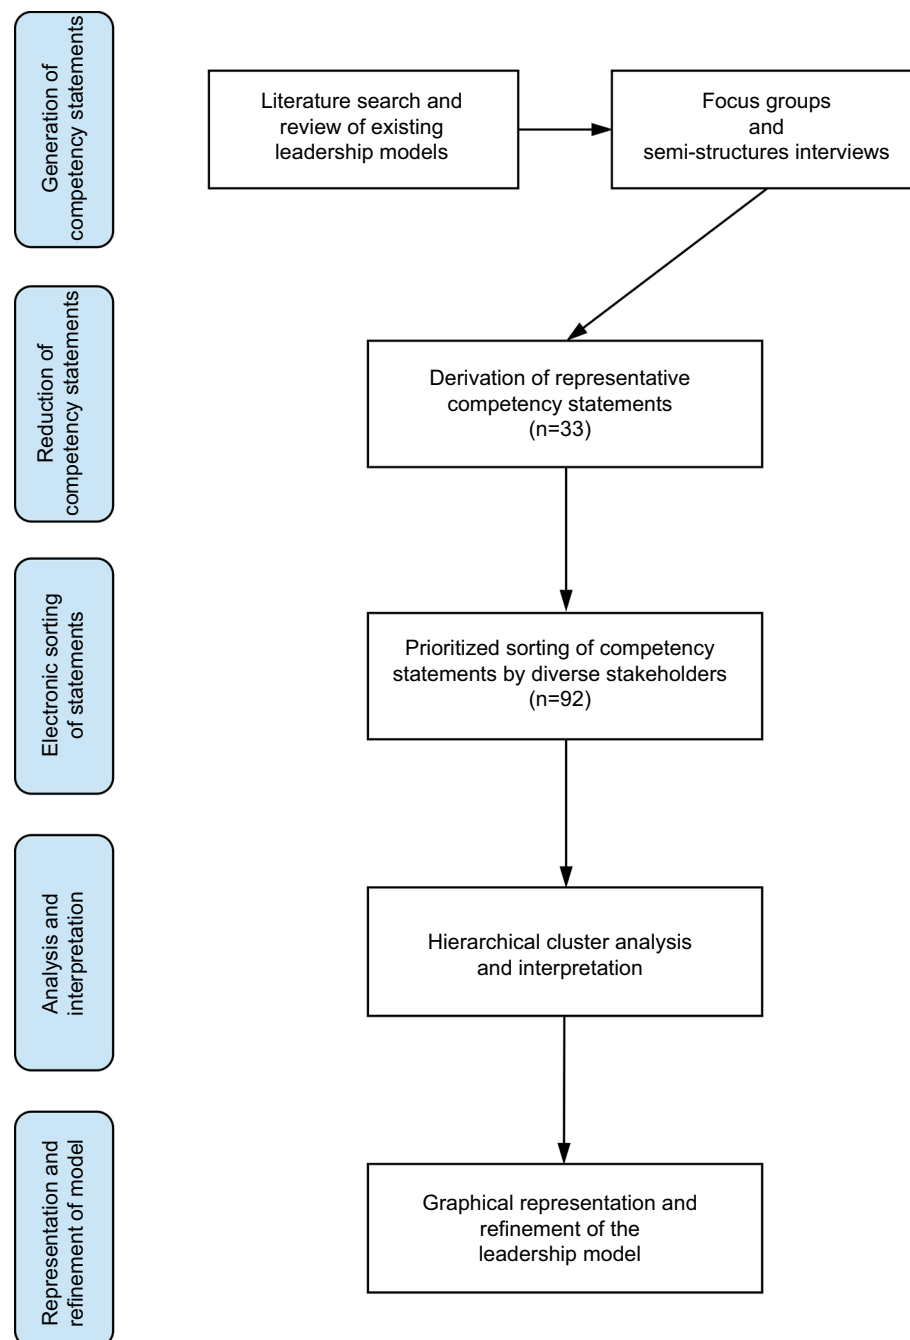 Generation of
competency statements
Literature search and
review of existing
leadership models
Focus groups
and
semi-structures interviews
Reduction of
competency statements
Derivation of representative
competency statements
(n=33)
Electronic sorting
of statements
Prioritized sorting of competency
statements by diverse stakeholders
(n=92)
Analysis and
interpretation
Hierarchical cluster analysis
and interpretation
Representation and
refinement of model
Graphical representation and
refinement of the
leadership model